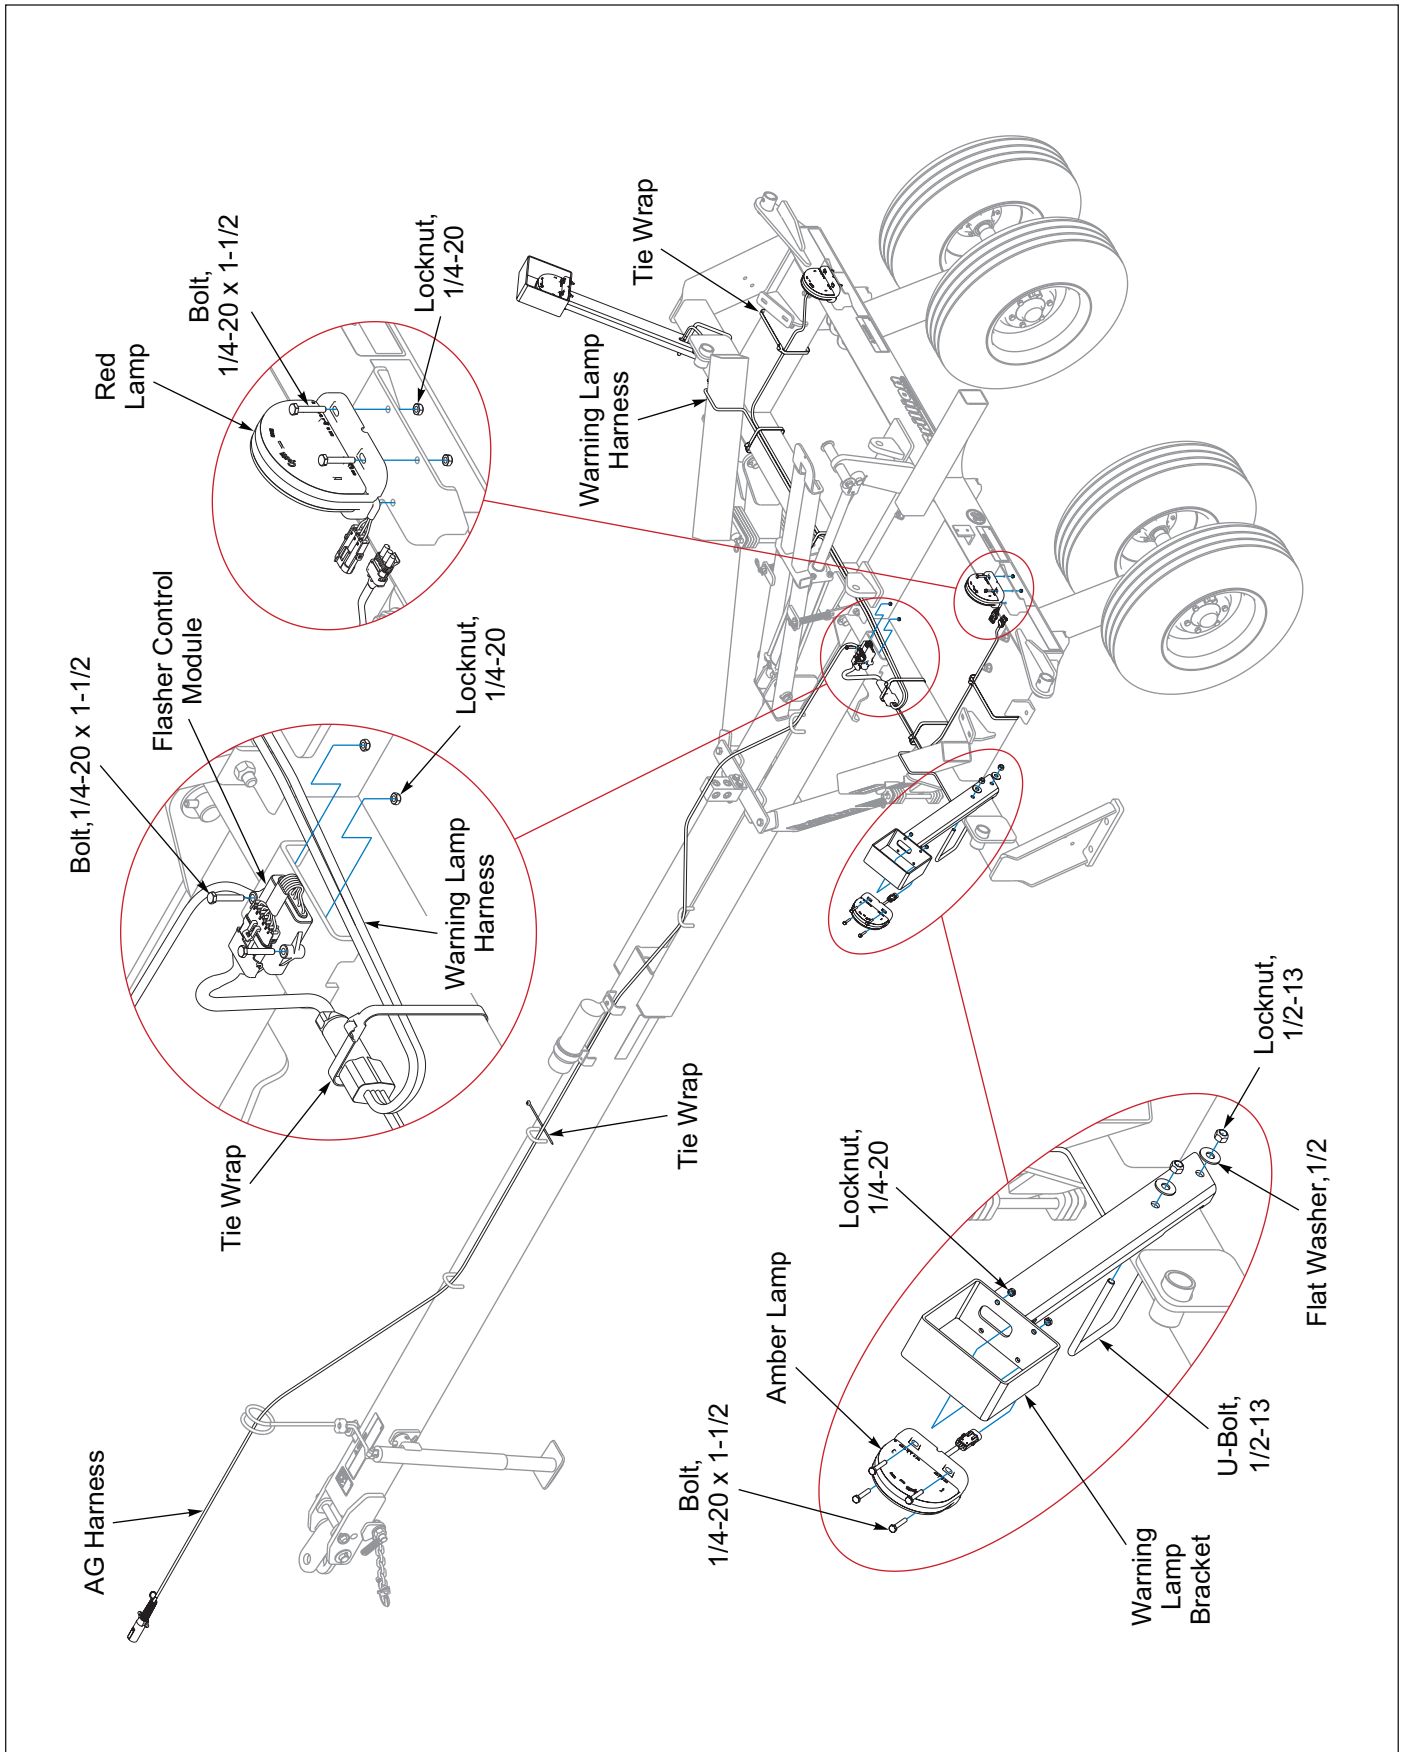 Red
Lamp
Bolt,
1/4-20 x 1-1/2
Locknut,
1/4-20
Tie Wrap
Warning Lamp
Harness
Bolt,1/4-20 x 1-1/2
Flasher Control
Module
Locknut,
1/4-20
Warning Lamp
Harness
Tie Wrap
Tie Wrap
AG Harness
Bolt,
1/4-20 x 1-1/2
Amber Lamp
Locknut,
1/4-20
Locknut,
1/2-13
Flat Washer,1/2
U-Bolt,
1/2-13
Warning
Lamp
Bracket